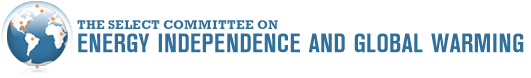 THE SELECT COMMITTEE ON
ENERGY INDEPENDENCE AND GLOBAL WARMING